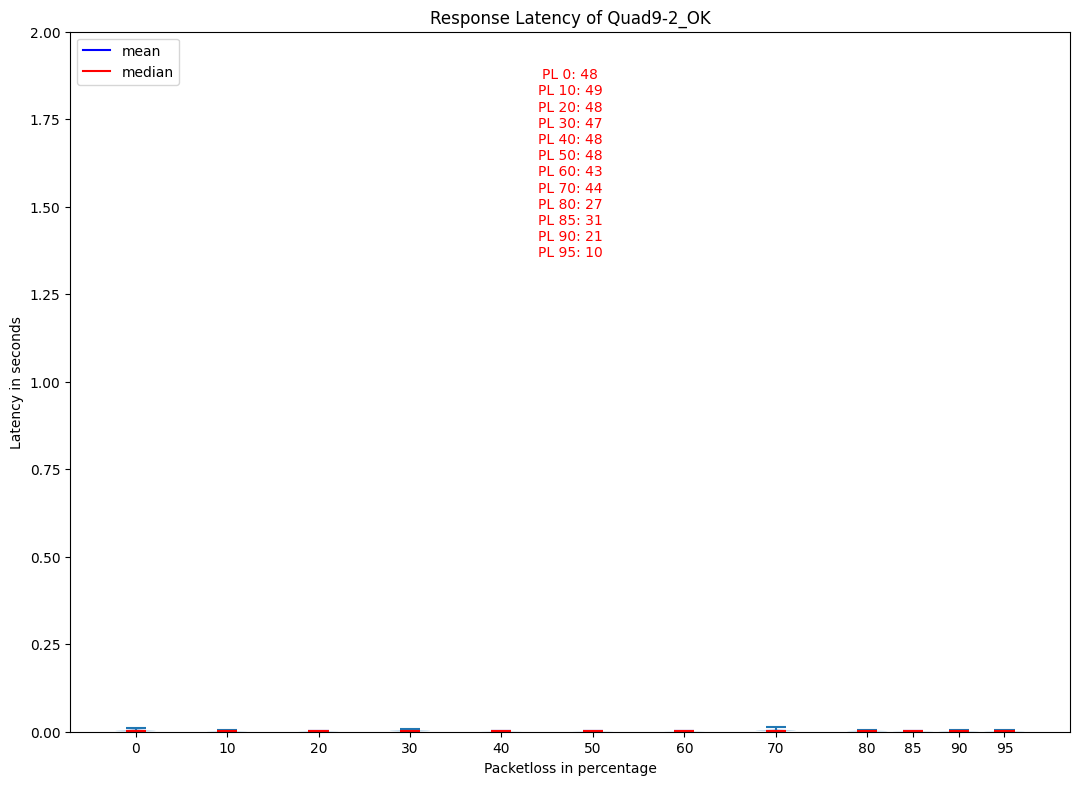 Response Latency of Quad9-2_OK
mean
median
PL 0: 48
PL 10: 49
PL 20: 48
PL 30: 47
PL 40: 48
PL 50: 48
PL 60: 43
PL 70: 44
PL 80: 27
PL 85: 31
PL 90: 21
PL 95: 10
Latency in seconds
2.00
1.75
1.50
1.25
1.00
0.75
0.50
0.25
0.00
0 10 20 30 40 50 60 70 80 85 90 95
Packetloss in percentage